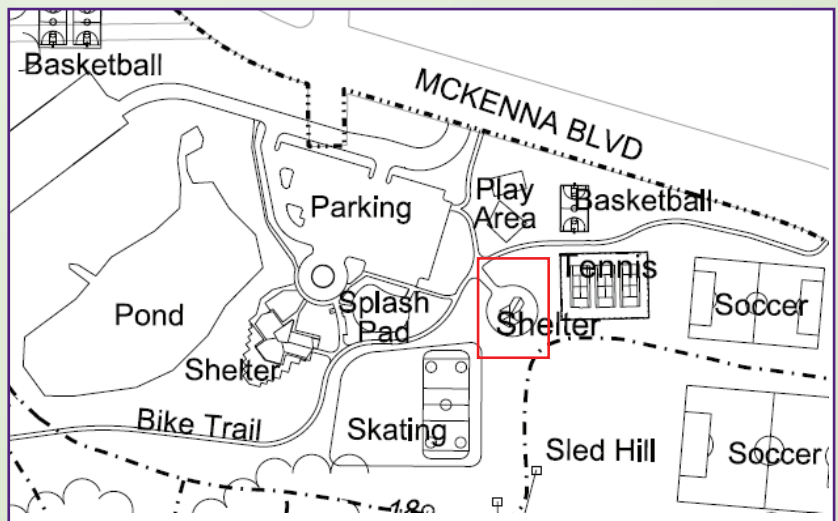 Basketball
MCKENNA BLVD
Play
Area
Basketball
Parking
Tennis
Splash
Pad
Soccer
Pond
Shelter
Shelter
Bike Trail
Skating
Sled Hill
Soccer